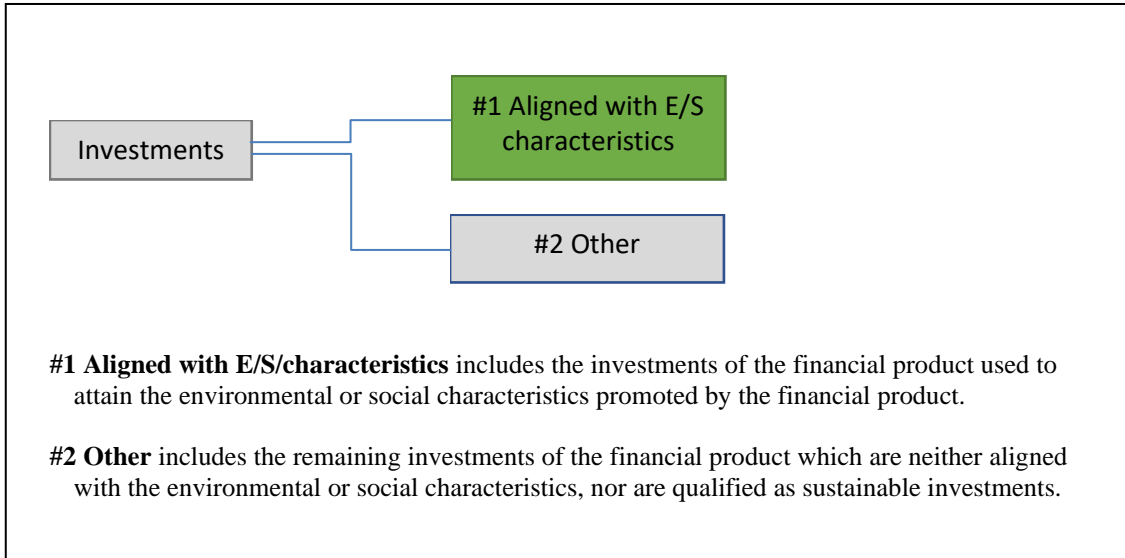 #1 Aligned with E/S
characteristics
Investments
#2 Other
#1 Aligned with E/S/characteristics includes the investments of the financial product used to
attain the environmental or social characteristics promoted by the financial product.
#2 Other includes the remaining investments of the financial product which are neither aligned
with the environmental or social characteristics, nor are qualified as sustainable investments.